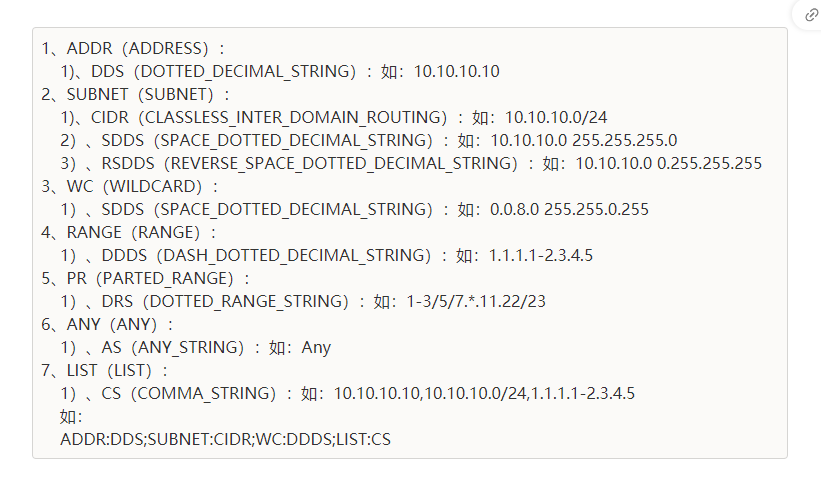 1、ADDR（ADDRESS）:
1)、DDS（DOTTED_DECIMAL_STRING）: 如：10.10.10.10
2、SUBNET（SUBNET）:
1)、CIDR（CLASSLESS_INTER_DOMAIN_ROUTING）: 如：10.10.10.0/24
2）、SDDS（SPACE_DOTTED_DECIMAL_STRING）: 如：10.10.10.0 255.255.255.0
3）、RSDDS（REVERSE_SPACE_DOTTED_DECIMAL_STRING）: 如：10.10.10.0 0.255.255.255
3、WC（WILDCARD）:
1）、SDDS（SPACE_DOTTED_DECIMAL_STRING）: 如：0.0.8.0 255.255.0.255
4、RANGE（RANGE）:
1）、DDDS（DASH_DOTTED_DECIMAL_STRING）: 如：1.1.1.1-2.3.4.5
5、PR（PARTED_RANGE）:
1）、DRS（DOTTED_RANGE_STRING）: 如：1-3/5/7.*.11.22/23
6、ANY（ANY）:
1）、AS（ANY_STRING）: 如：Any
7、LIST（LIST）:
1）、CS（COMMA_STRING）: 如：10.10.10.10,10.10.10.0/24,1.1.1.1-2.3.4.5
如：
ADDR:DDS;SUBNET:CIDR;WC:DDDS;LIST:CS